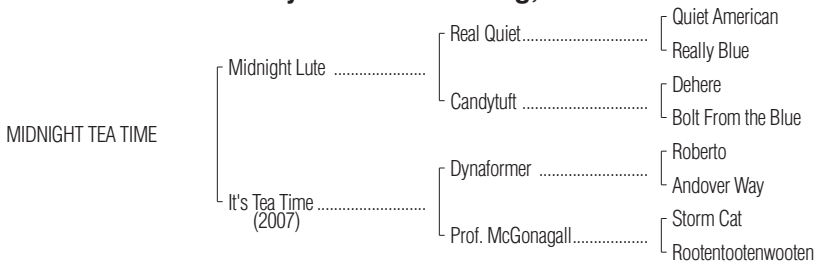 Quiet American
Real Quiet..............................
Really Blue
Midnight Lute ......................
Dehere
Candytuft ..............................
Bolt From the Blue
MIDNIGHT TEA TIME
Roberto
Dynaformer ..........................
Andover Way
It's Tea Time ..........................
(2007)
Storm Cat
Prof. McGonagall..................
Rootentootenwooten